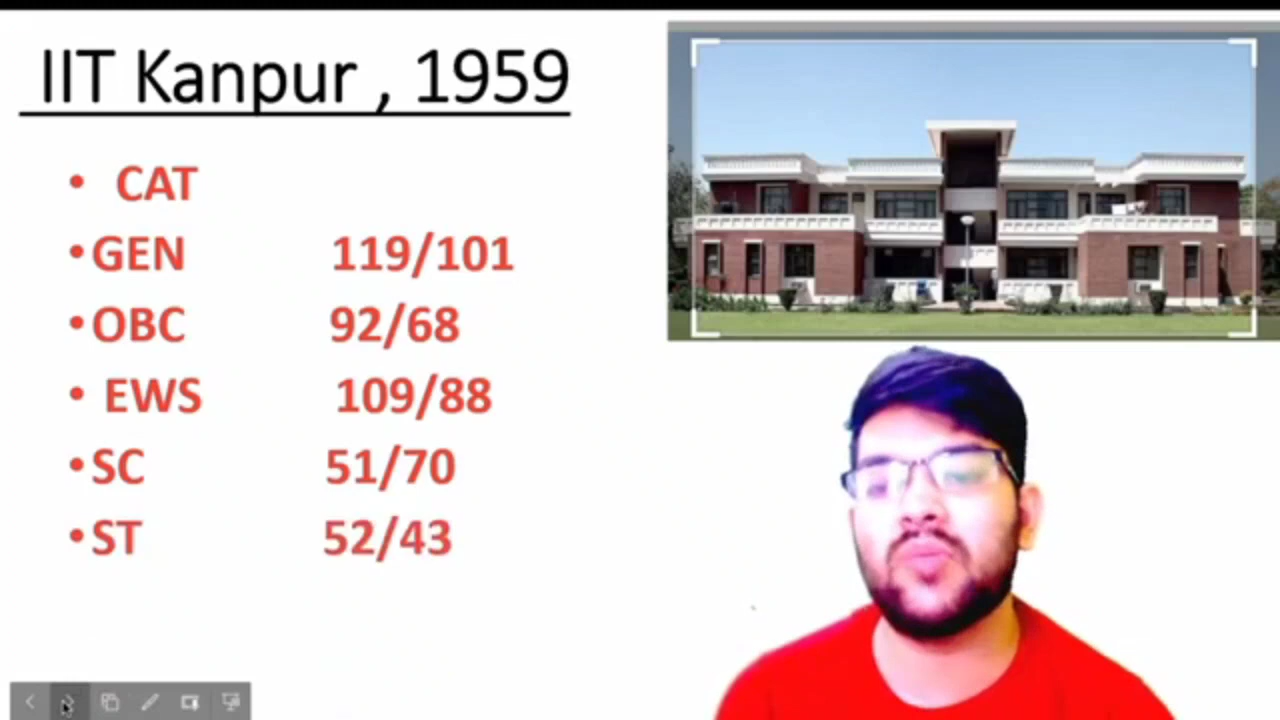 IIT Kanpur , 1959
• CAT
• GEN 119/101
• OBC 92/68
• EWS 109/88
• SC 51/70
• ST 52/43